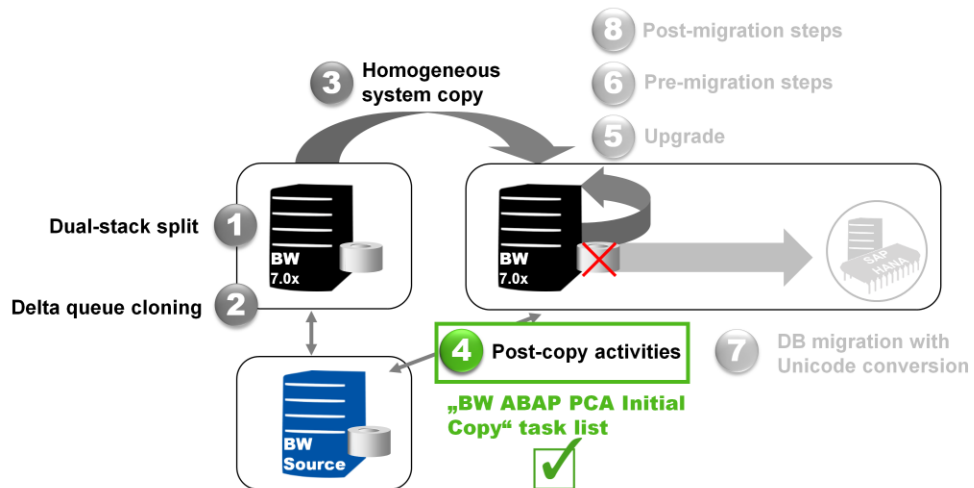 8 Post-migration steps
3 Homogeneous
system copy
6 Pre-migration steps
5 Upgrade
Dual-stack split 1
BW
7.0x
BW
7.0x
SAP
HANA
Delta queue cloning 2
4 Post-copy activities
7 DB migration with
Unicode conversion
„BW ABAP PCA Initial
Copy“ task list
BW
Source